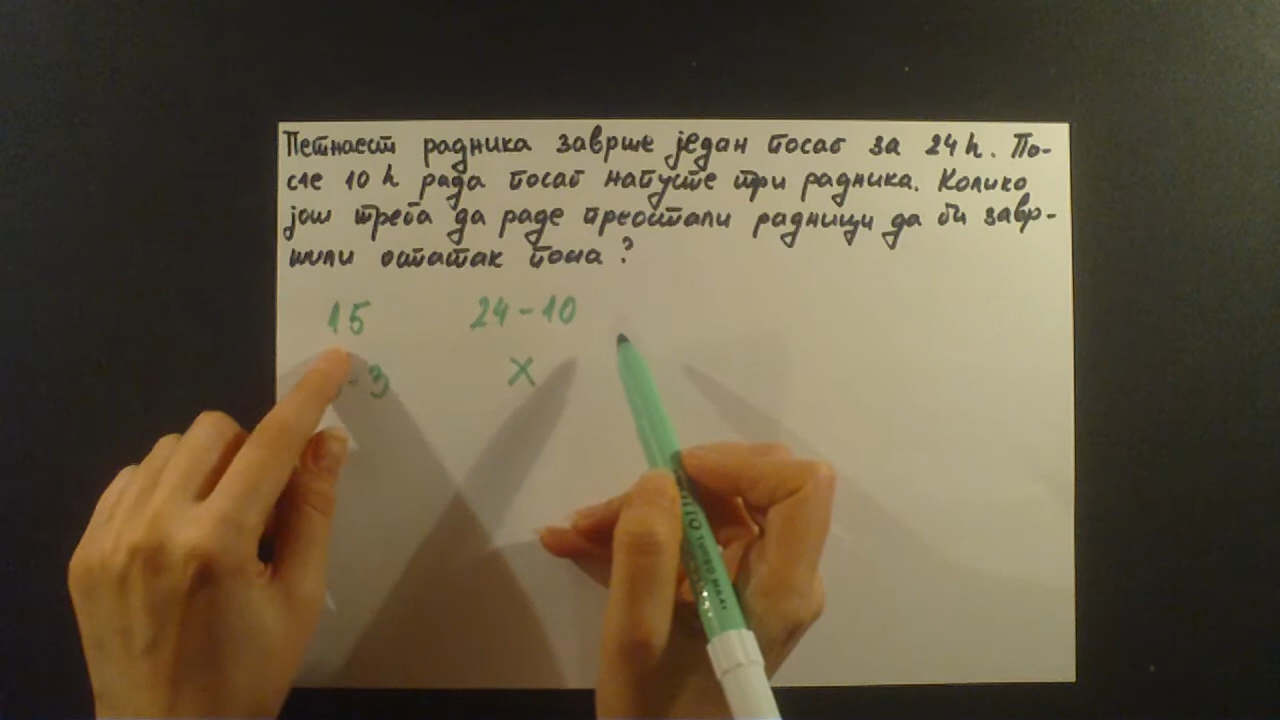 Петнаест радника заврше један посао за 24 h. По-
сле 10 h рада посао напусте три радника. Колико
још треба да раде преостали радници да би завр-
шили остатак посла?
15 24-10
-3 x